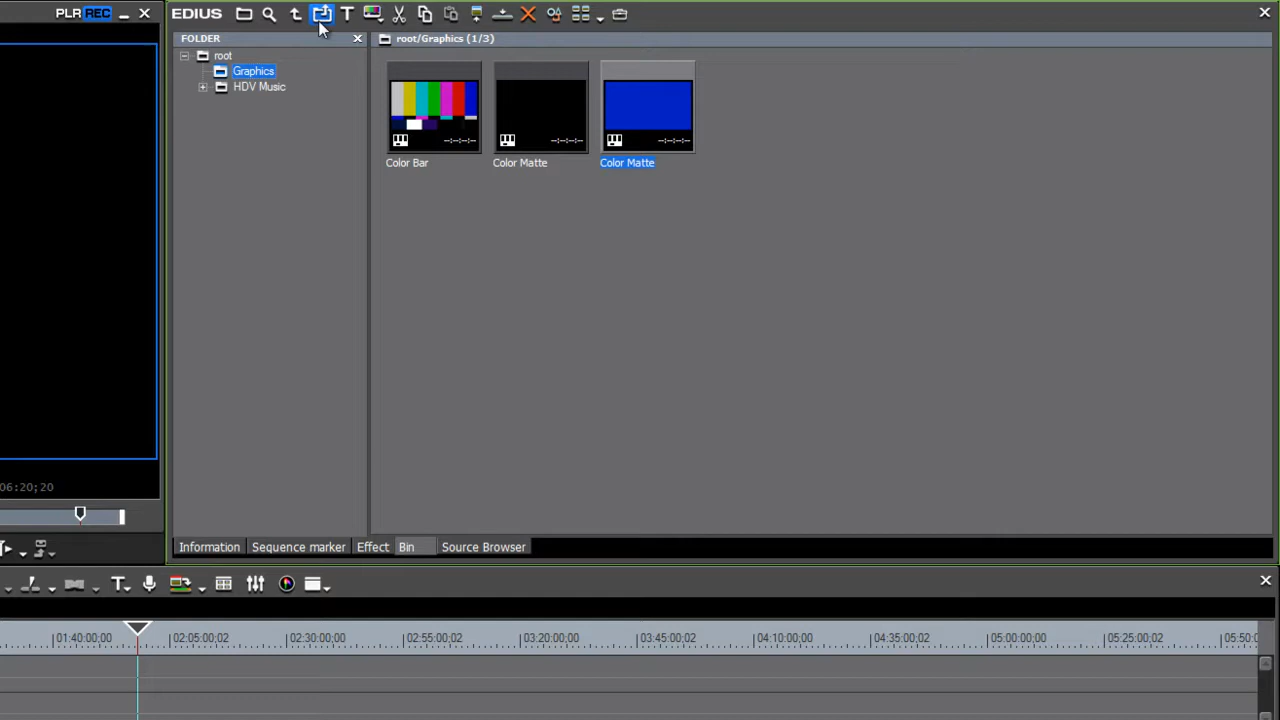 PLR REC
EDIUS
FOLDER
root/Graphics (1/3)
root
Graphics
HDV Music
--:--:--:--
--:--:--:--
--:--:--:--
Color Bar
Color Matte
Color Matte
06:20;20
Information
Sequence marker
Effect
Bin
Source Browser
01:40:00;00
02:05:00;02
02:30:00;00
02:55:00;02
03:20:00;00
03:45:00;02
04:10:00;00
04:35:00;02
05:00:00;00
05:25:00;02
05:50:0